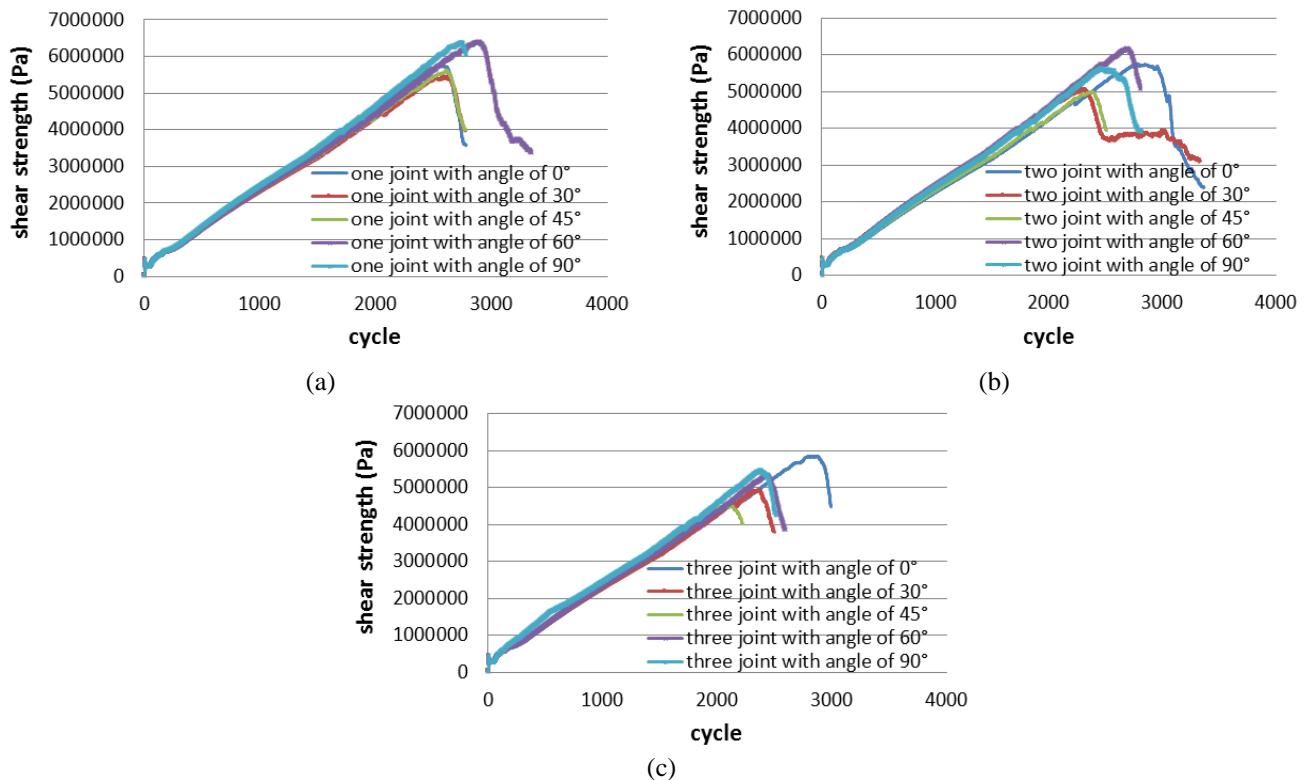 7000000
6000000
5000000
4000000
3000000
2000000
1000000
0
shear strength (Pa)
one joint with angle of 0°
one joint with angle of 30°
one joint with angle of 45°
one joint with angle of 60°
one joint with angle of 90°
0 1000 2000 3000 4000
cycle
(a)
7000000
6000000
5000000
4000000
3000000
2000000
1000000
0
shear strength (Pa)
two joint with angle of 0°
two joint with angle of 30°
two joint with angle of 45°
two joint with angle of 60°
two joint with angle of 90°
0 1000 2000 3000 4000
cycle
(b)
7000000
6000000
5000000
4000000
3000000
2000000
1000000
0
shear strength (Pa)
three joint with angle of 0°
three joint with angle of 30°
three joint with angle of 45°
three joint with angle of 60°
three joint with angle of 90°
0 1000 2000 3000 4000
cycle
(c)